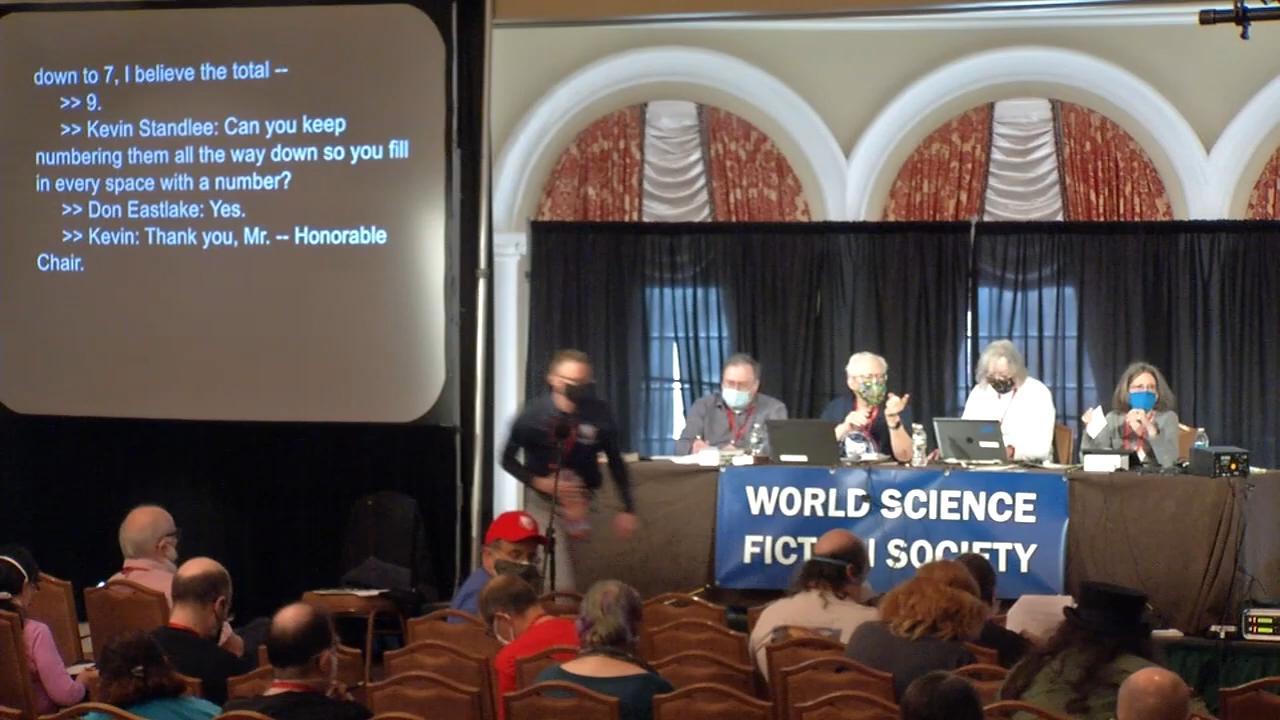 down to 7, I believe the total --
>> 9.
>> Kevin Standlee: Can you keep
numbering them all the way down so you fill
in every space with a number?
>> Don Eastlake: Yes.
>> Kevin: Thank you, Mr. -- Honorable
Chair.
WORLD SCIENCE
FICTION SOCIETY